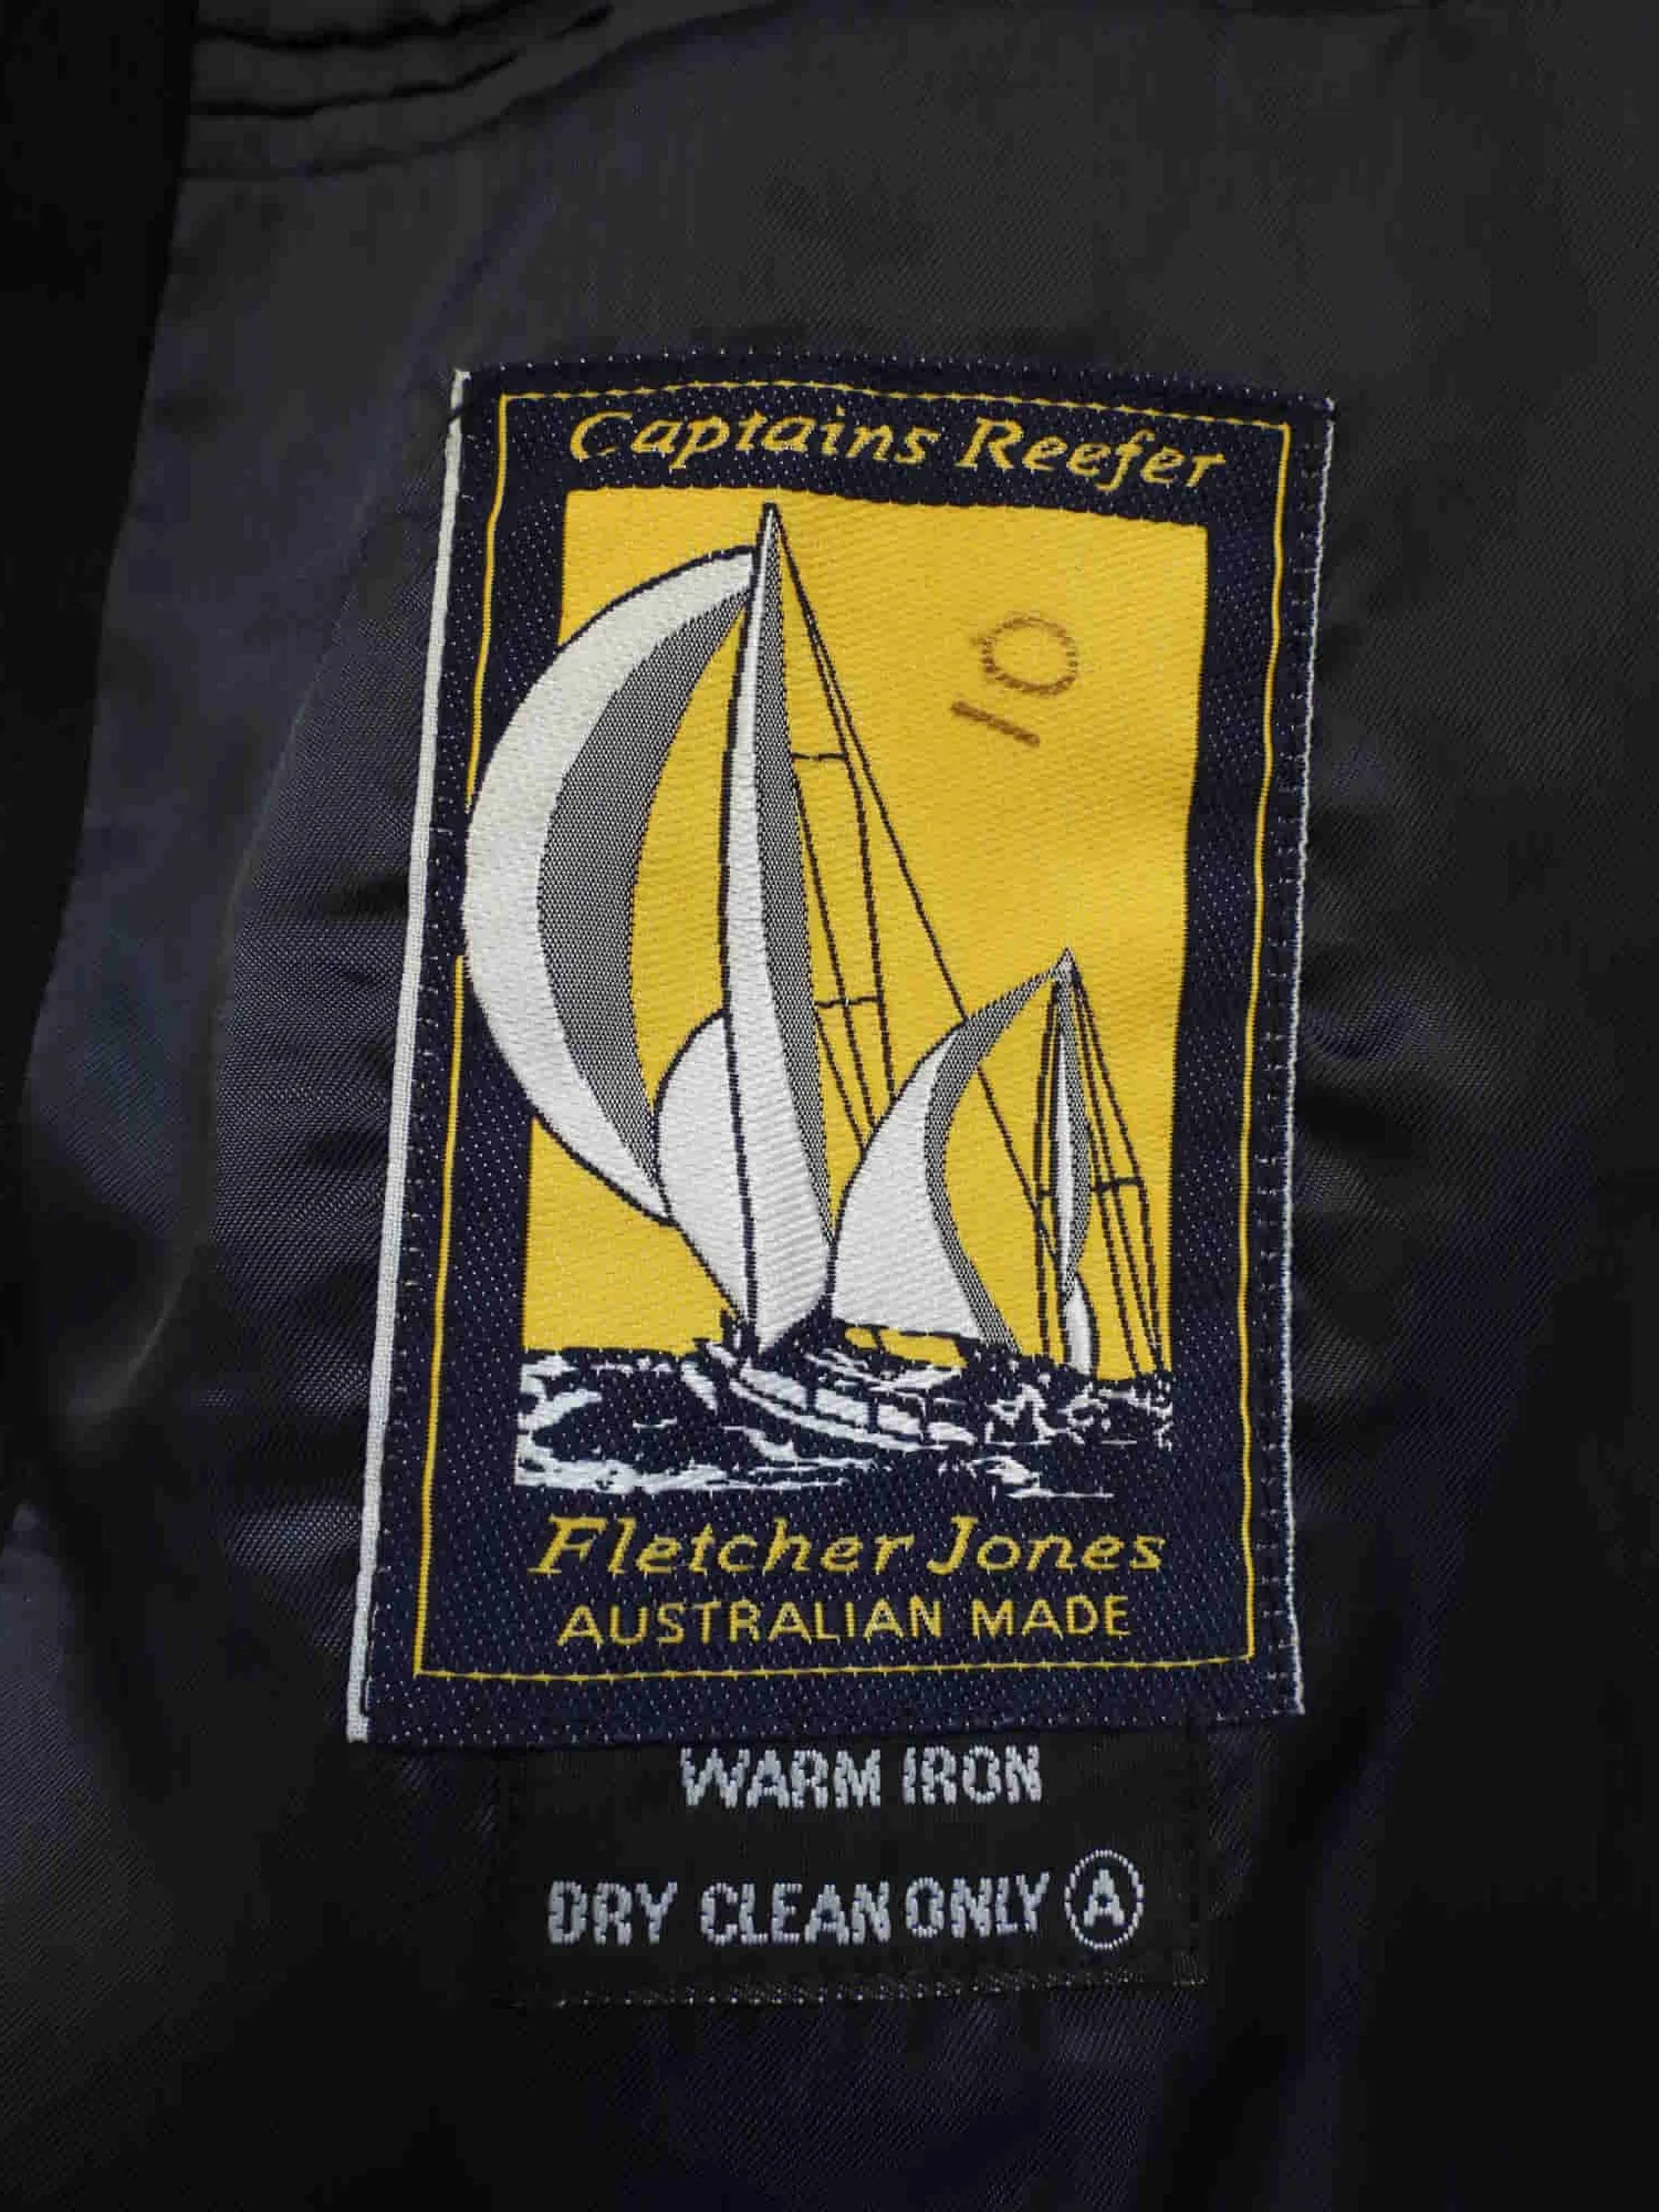 Captains Reefer
10
Fletcher Jones
AUSTRALIAN MADE
WARM IRON
DRY CLEAN ONLY Ⓐ